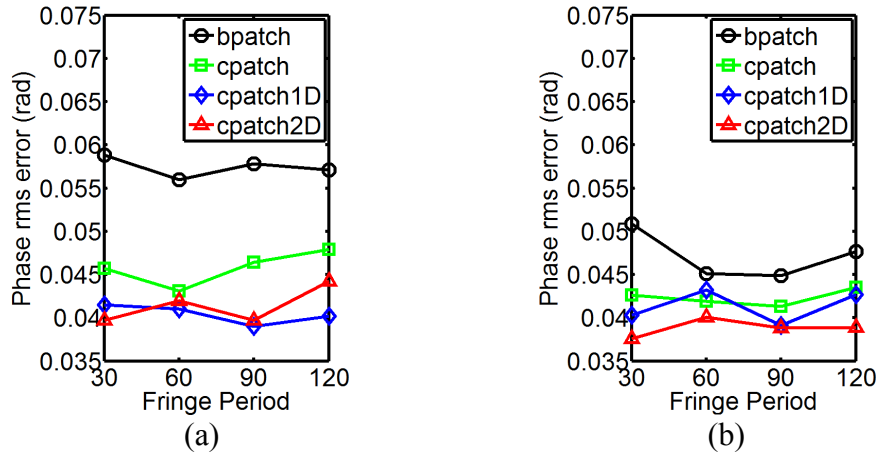 0.075
0.07
0.065
0.06
0.055
0.05
0.045
0.04
0.035
30 60 90 120
Phase rms error (rad)
Fringe Period
bpatch
cpatch
cpatch1D
cpatch2D
(a)
0.075
0.07
0.065
0.06
0.055
0.05
0.045
0.04
0.035
30 60 90 120
Phase rms error (rad)
Fringe Period
bpatch
cpatch
cpatch1D
cpatch2D
(b)